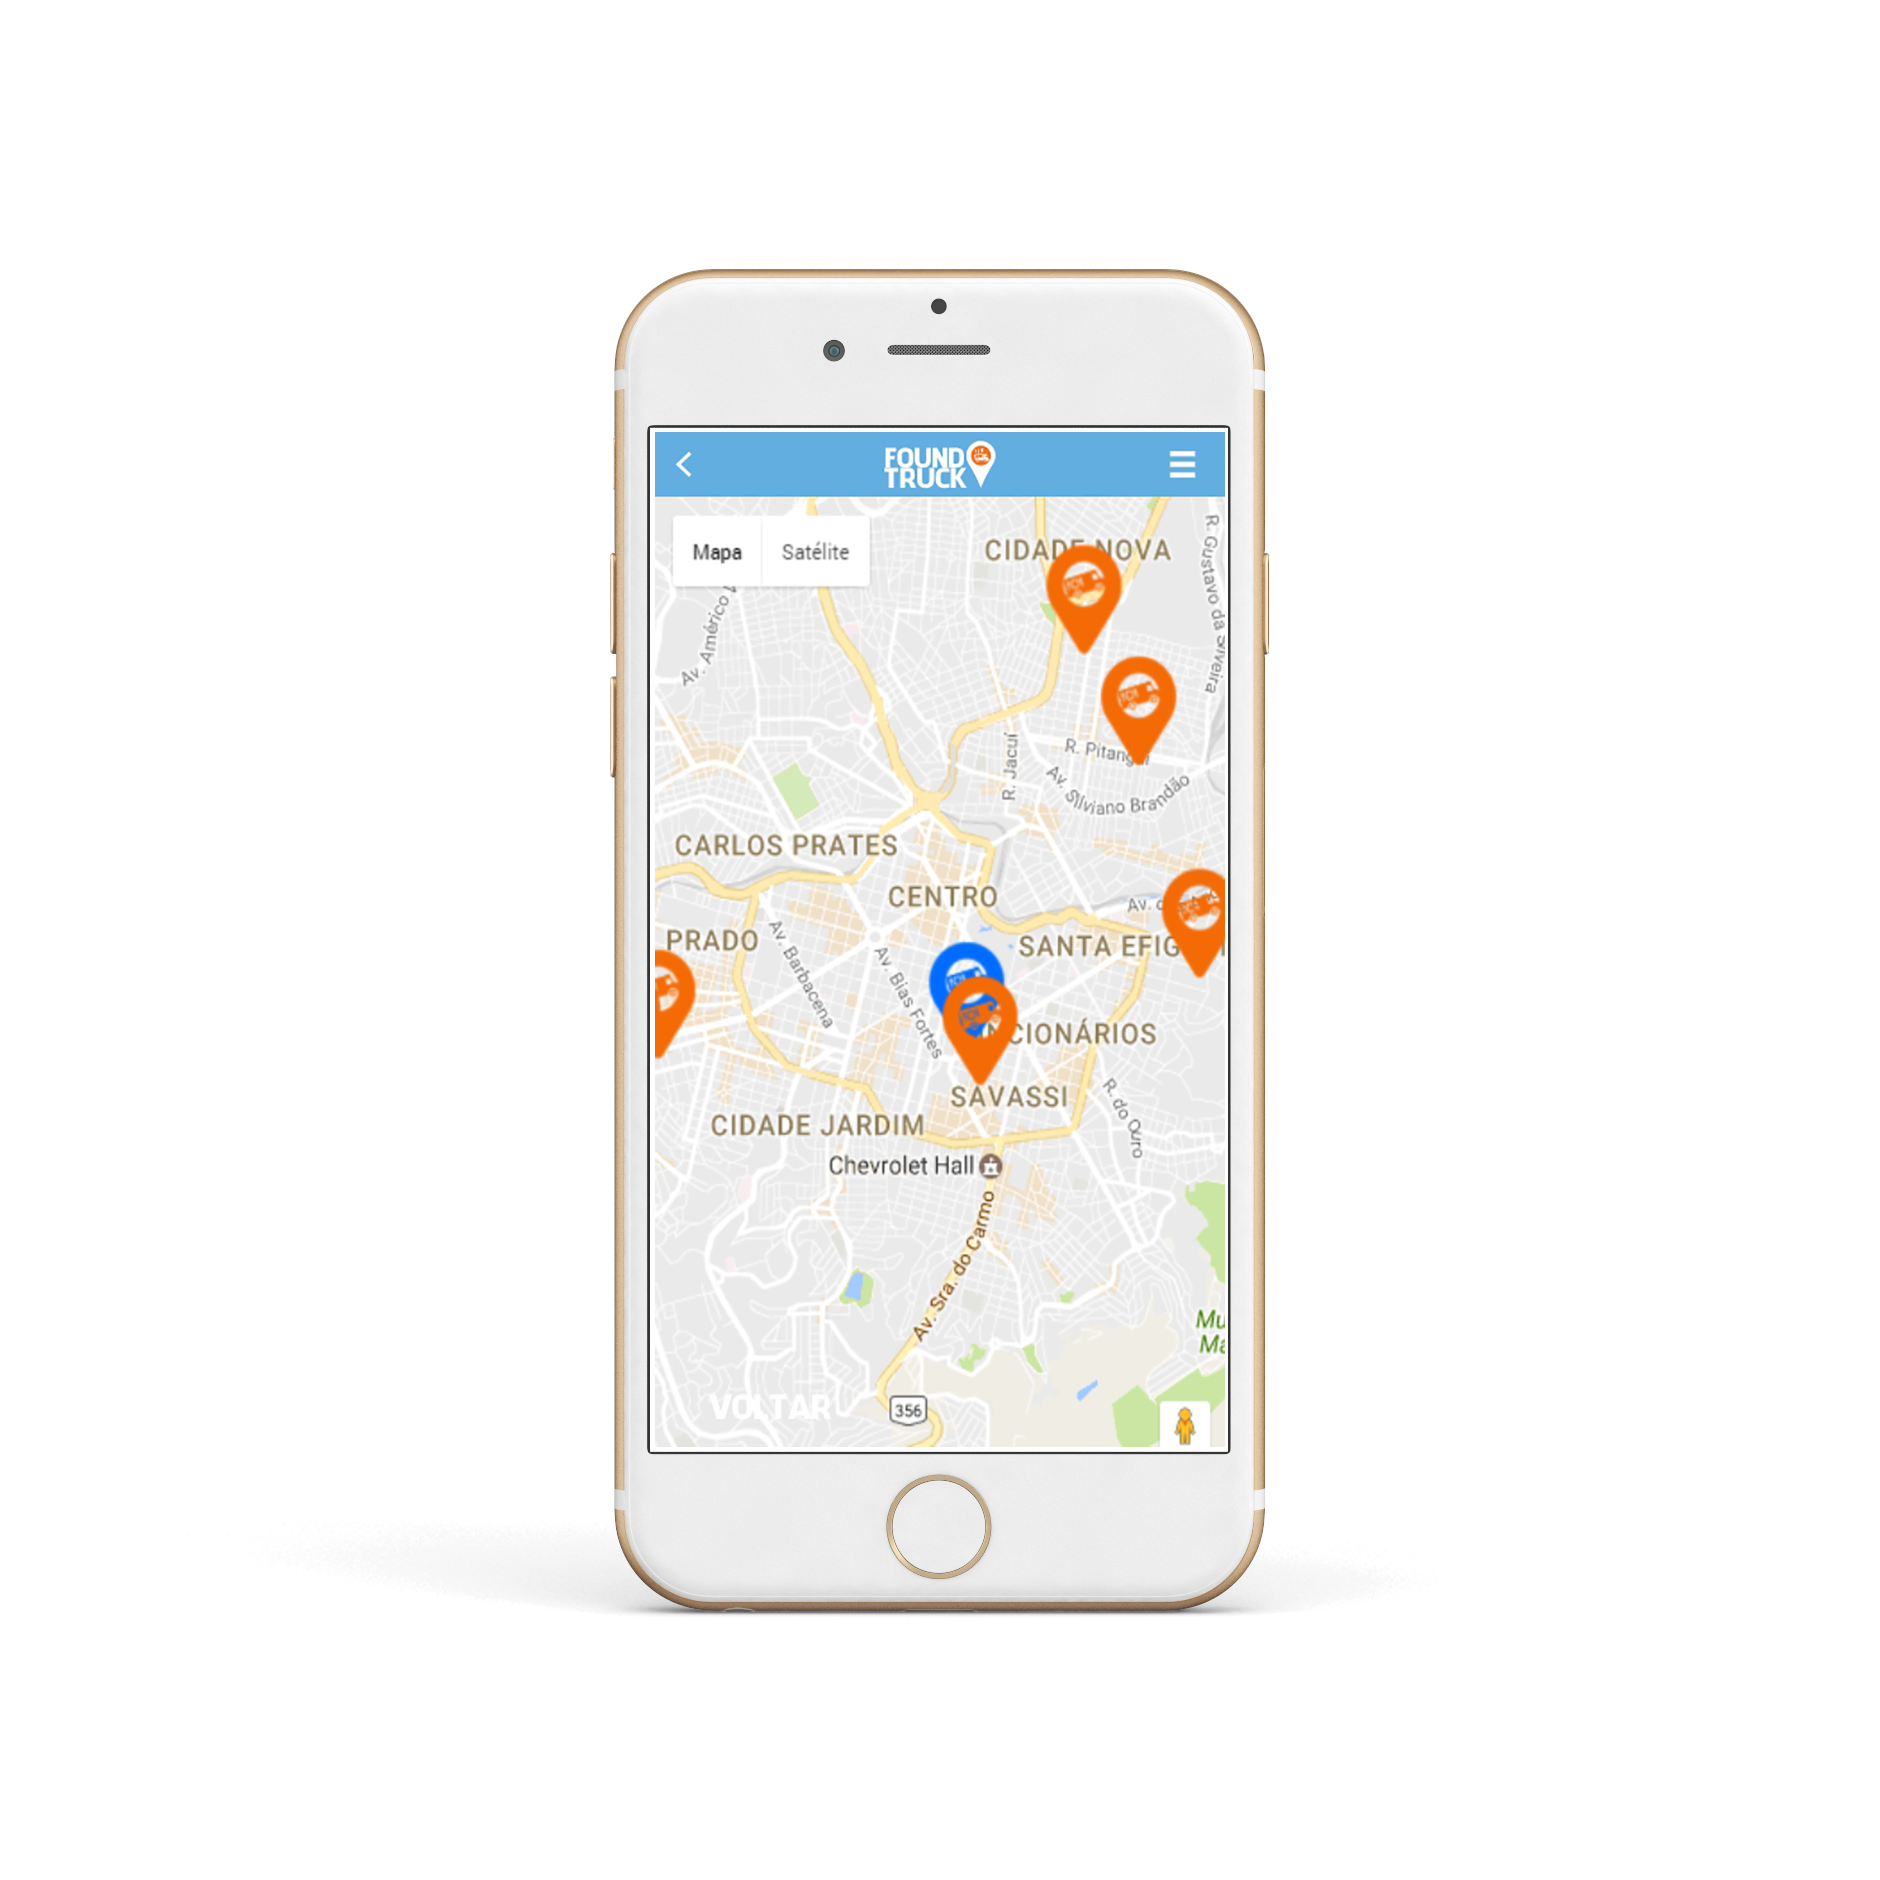 FOUND
TRUCK
Mapa
Satélite
CIDADE NOVA
R. Gustavo da Silveira
Av. Américo
R. Jacuí
R. Pitangui
Av. Silviano Brandão
CARLOS PRATES
CENTRO
Av.
PRADO
SANTA EFIG
Av. Barbacena
Av. Bias Fortes
CIONÁRIOS
SAVASSI
R. do Ouro
CIDADE JARDIM
Chevrolet Hall
Av. Sra. do Carmo
Mu
Ma
VOLTAR
356